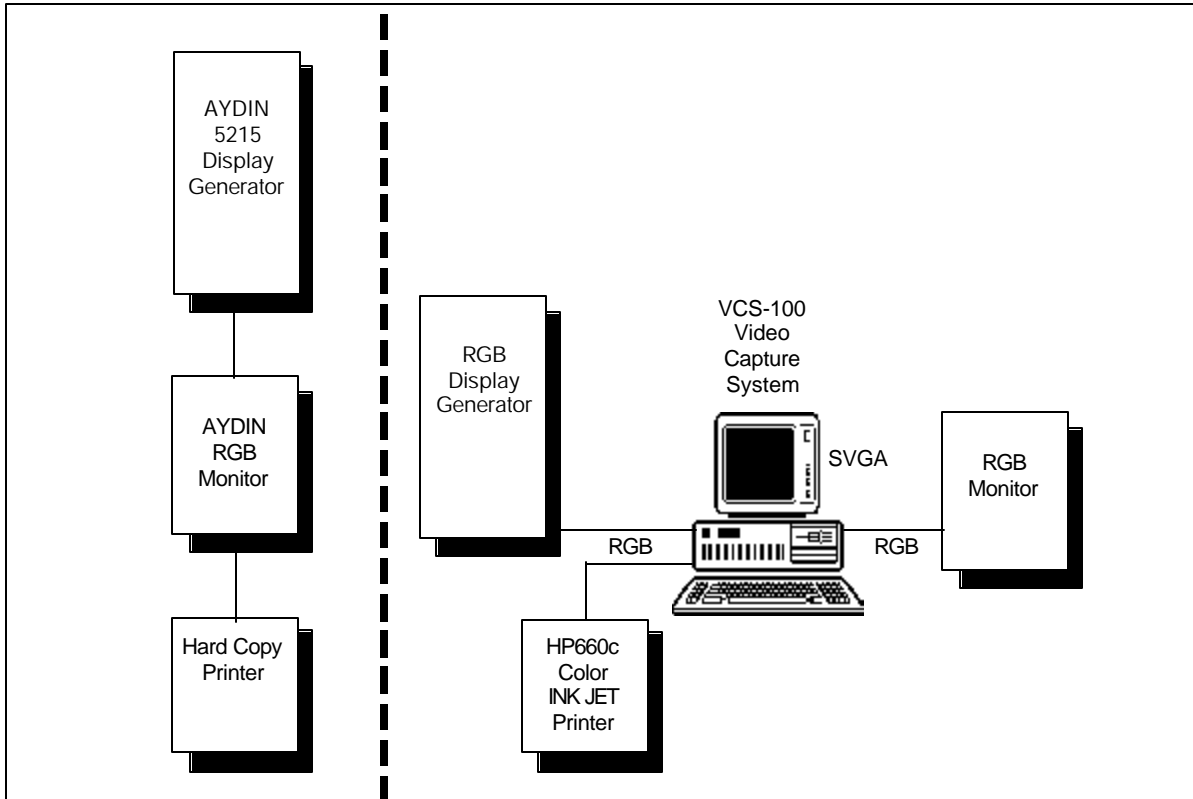 AYDIN
5215
Display
Generator
AYDIN
RGB
Monitor
Hard Copy
Printer
RGB
Display
Generator
VCS-100
Video
Capture
System
SVGA
RGB
RGB
RGB
Monitor
HP660c
Color
INK JET
Printer